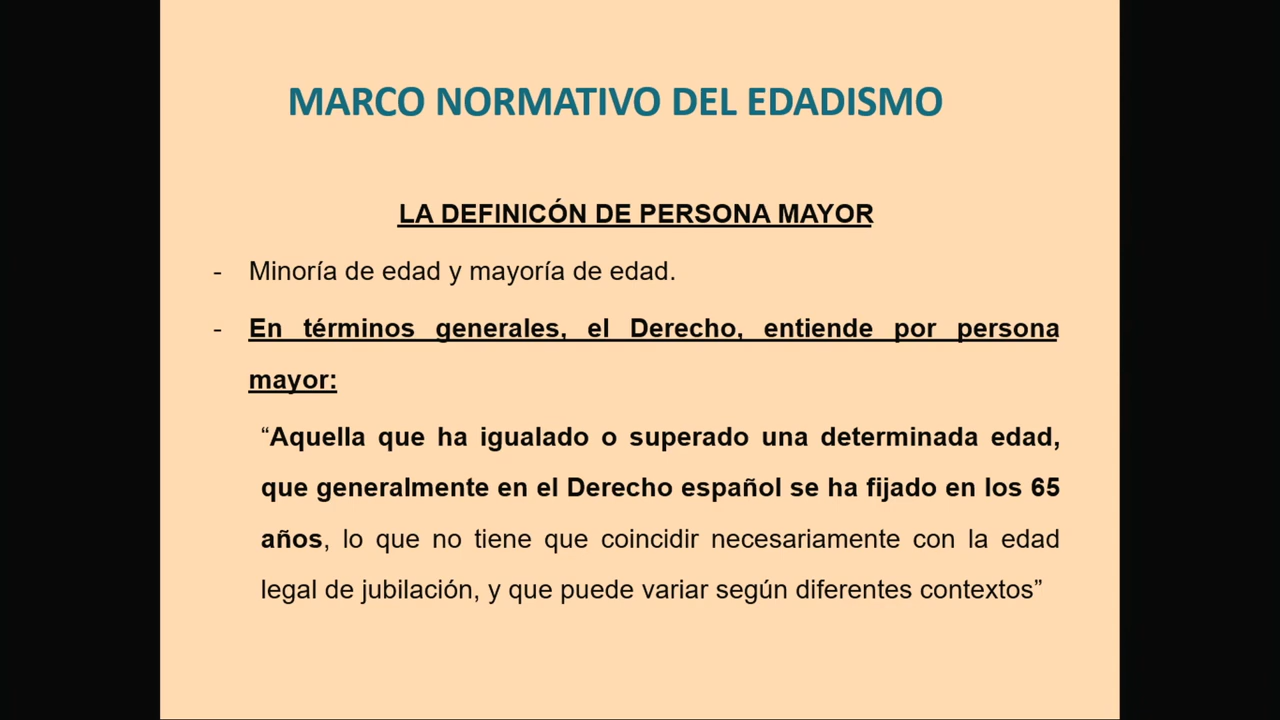 MARCO NORMATIVO DEL EDADISMO
LA DEFINICÓN DE PERSONA MAYOR
- Minoría de edad y mayoría de edad.
- En términos generales, el Derecho, entiende por persona
mayor:
“Aquella que ha igualado o superado una determinada edad,
que generalmente en el Derecho español se ha fijado en los 65
años, lo que no tiene que coincidir necesariamente con la edad
legal de jubilación, y que puede variar según diferentes contextos”